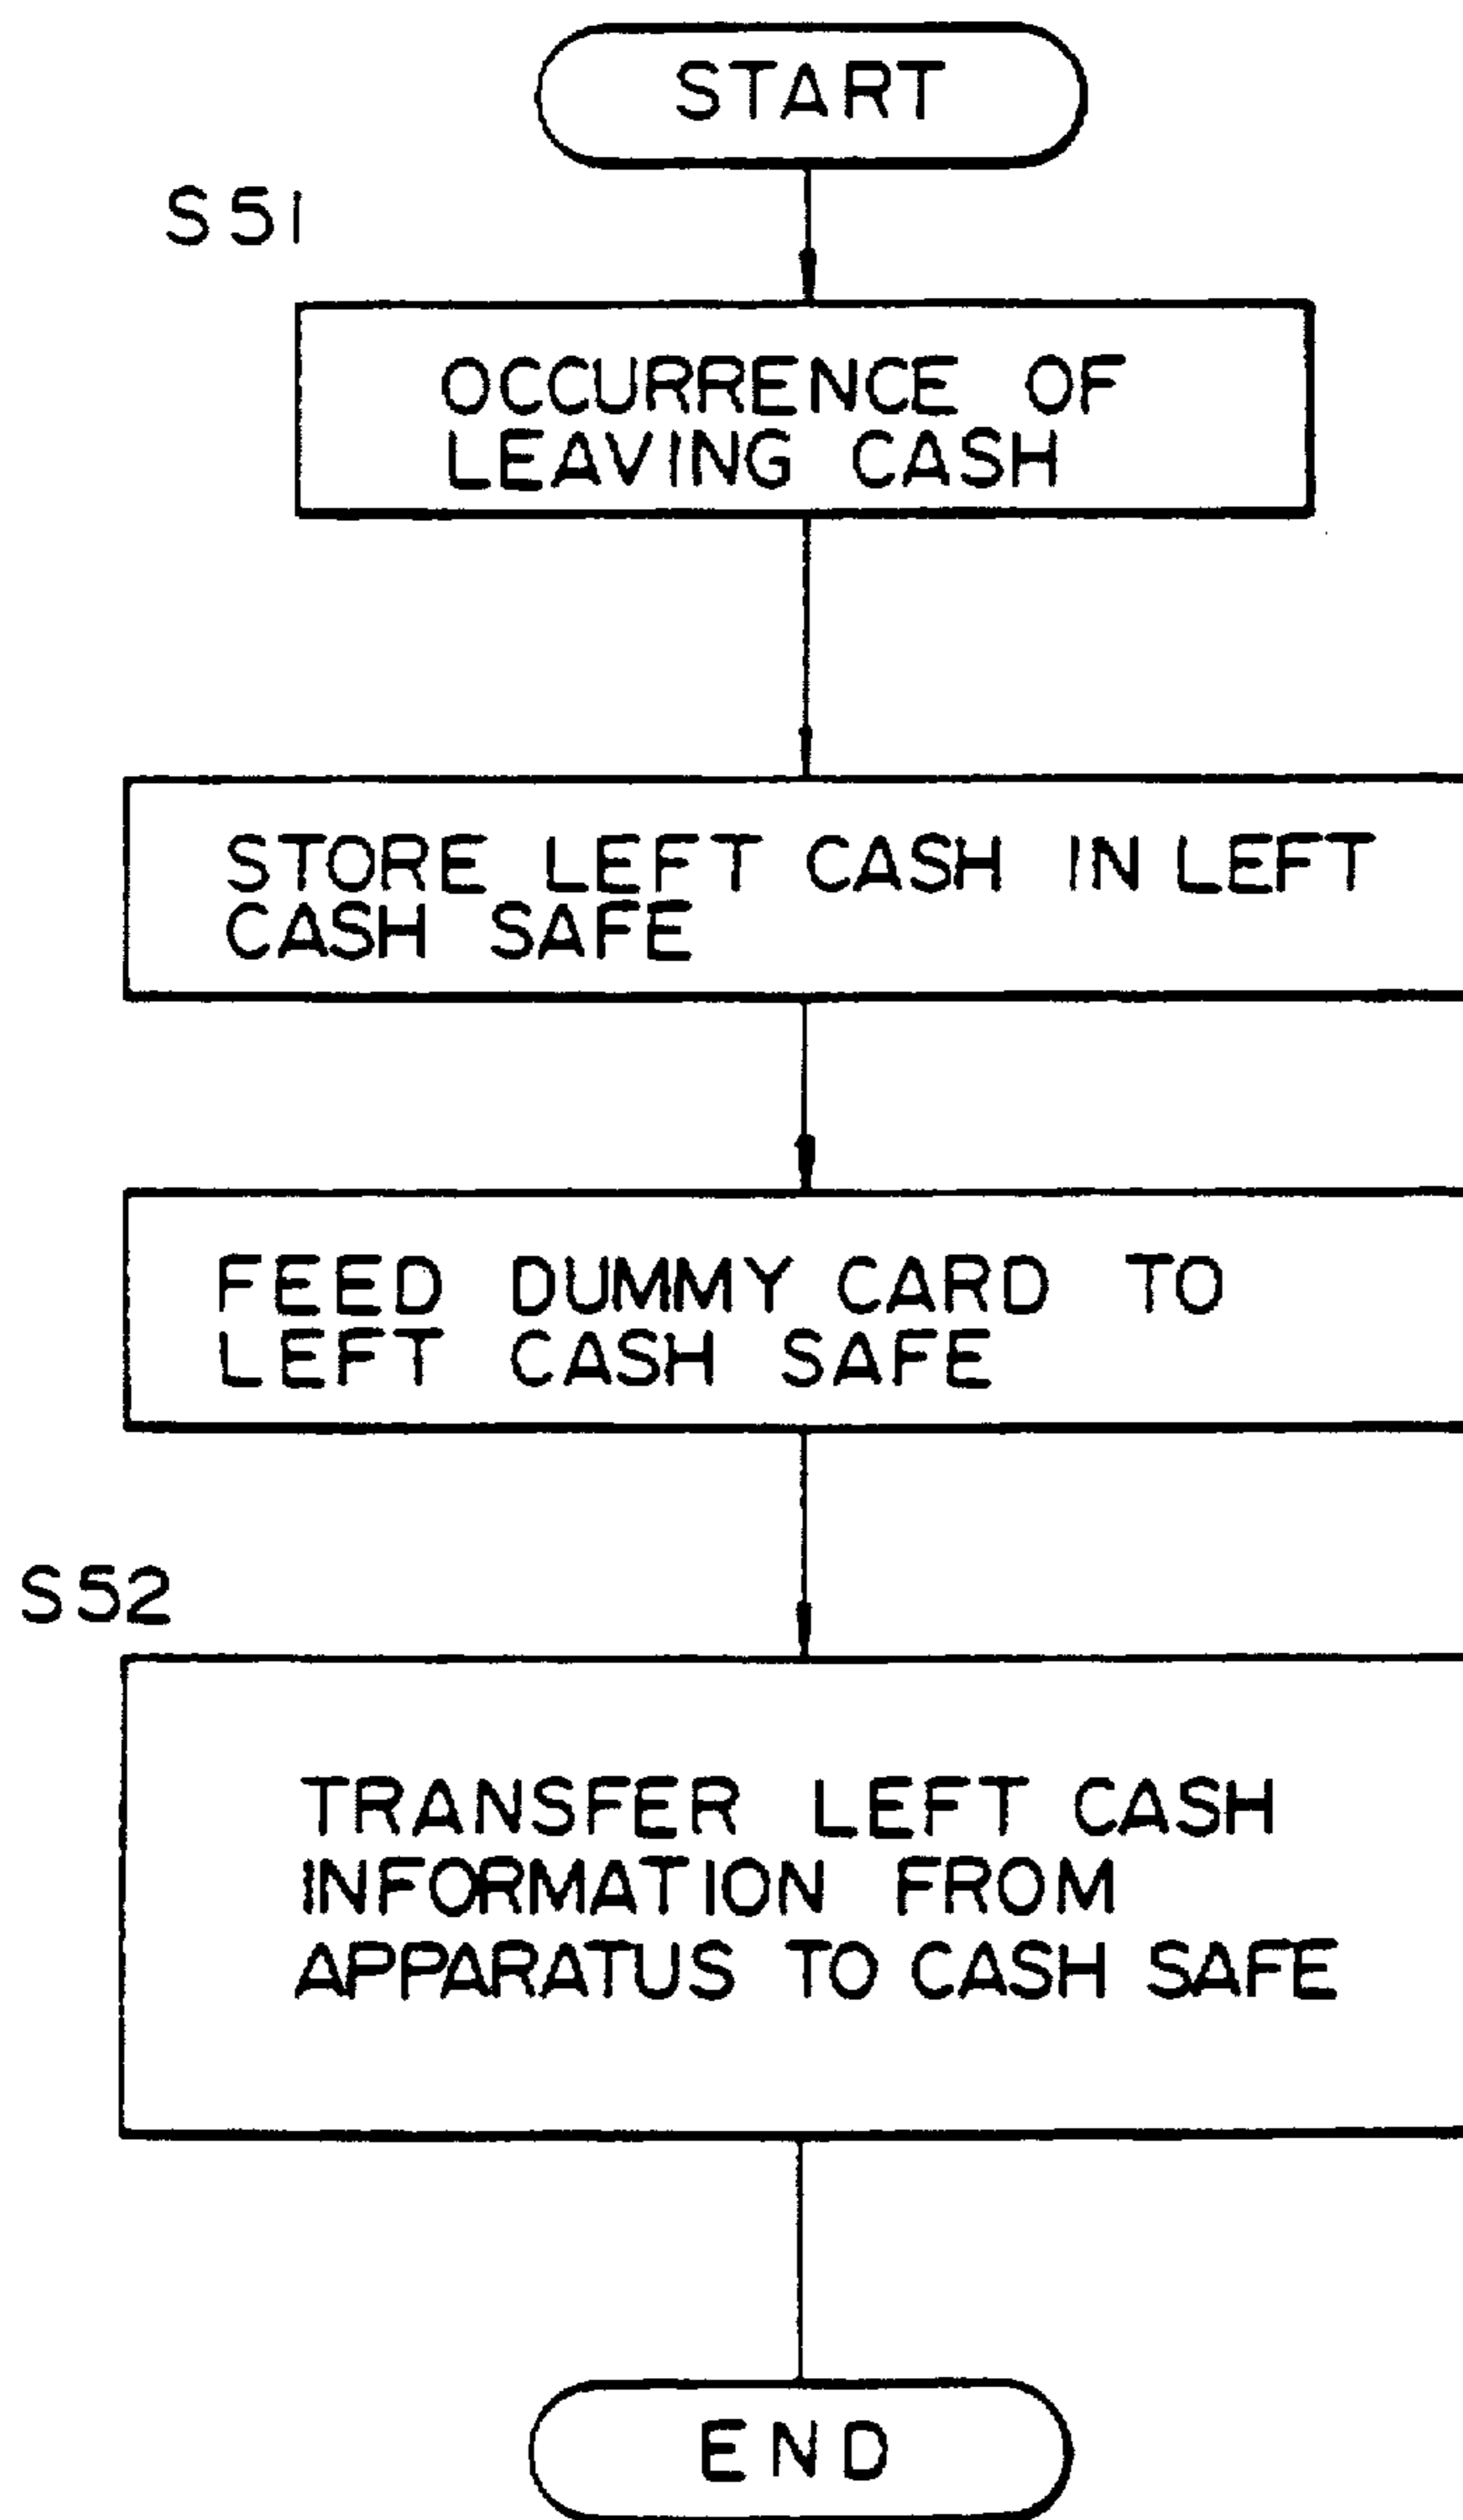 START
S51
OCCURRENCE OF
LEAVING CASH
STORE LEFT CASH IN LEFT
CASH SAFE
FEED DUMMY CARD TO
LEFT CASH SAFE
S52
TRANSFER LEFT CASH
INFORMATION FROM
APPARATUS TO CASH SAFE
END